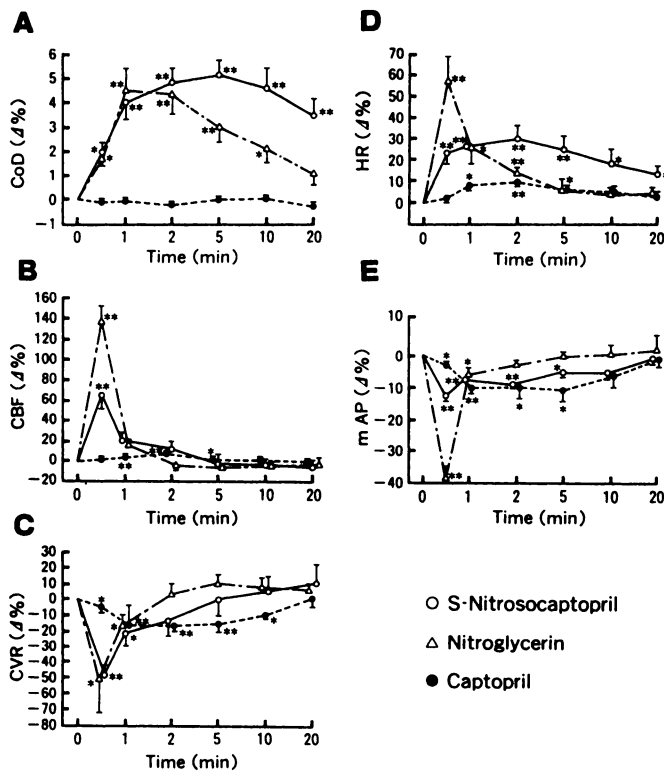 A
CoD (Δ%)
6
5
4
3
2
1
0
−1
0 1 2 5 10 20
Time (min)
* * ** ** ** ** ** ** * ** **
B
CBF (Δ%)
160
140
120
100
80
60
40
20
0
−20
0 1 2 5 10 20
Time (min)
** ** ** *
C
CVR (Δ%)
30
20
10
0
−10
−20
−30
−40
−50
−60
−70
−80
0 1 2 5 10 20
Time (min)
* * ** * ** ** * * **
D
HR (Δ%)
70
60
50
40
30
20
10
0
0 1 2 5 10 20
Time (min)
** ** ** * * ** ** ** ** * * *
E
mAP (Δ%)
10
0
−10
−20
−30
−40
0 1 2 5 10 20
Time (min)
* * ** ** ** ** * * * **
S-Nitrosocaptopril
Nitroglycerin
Captopril